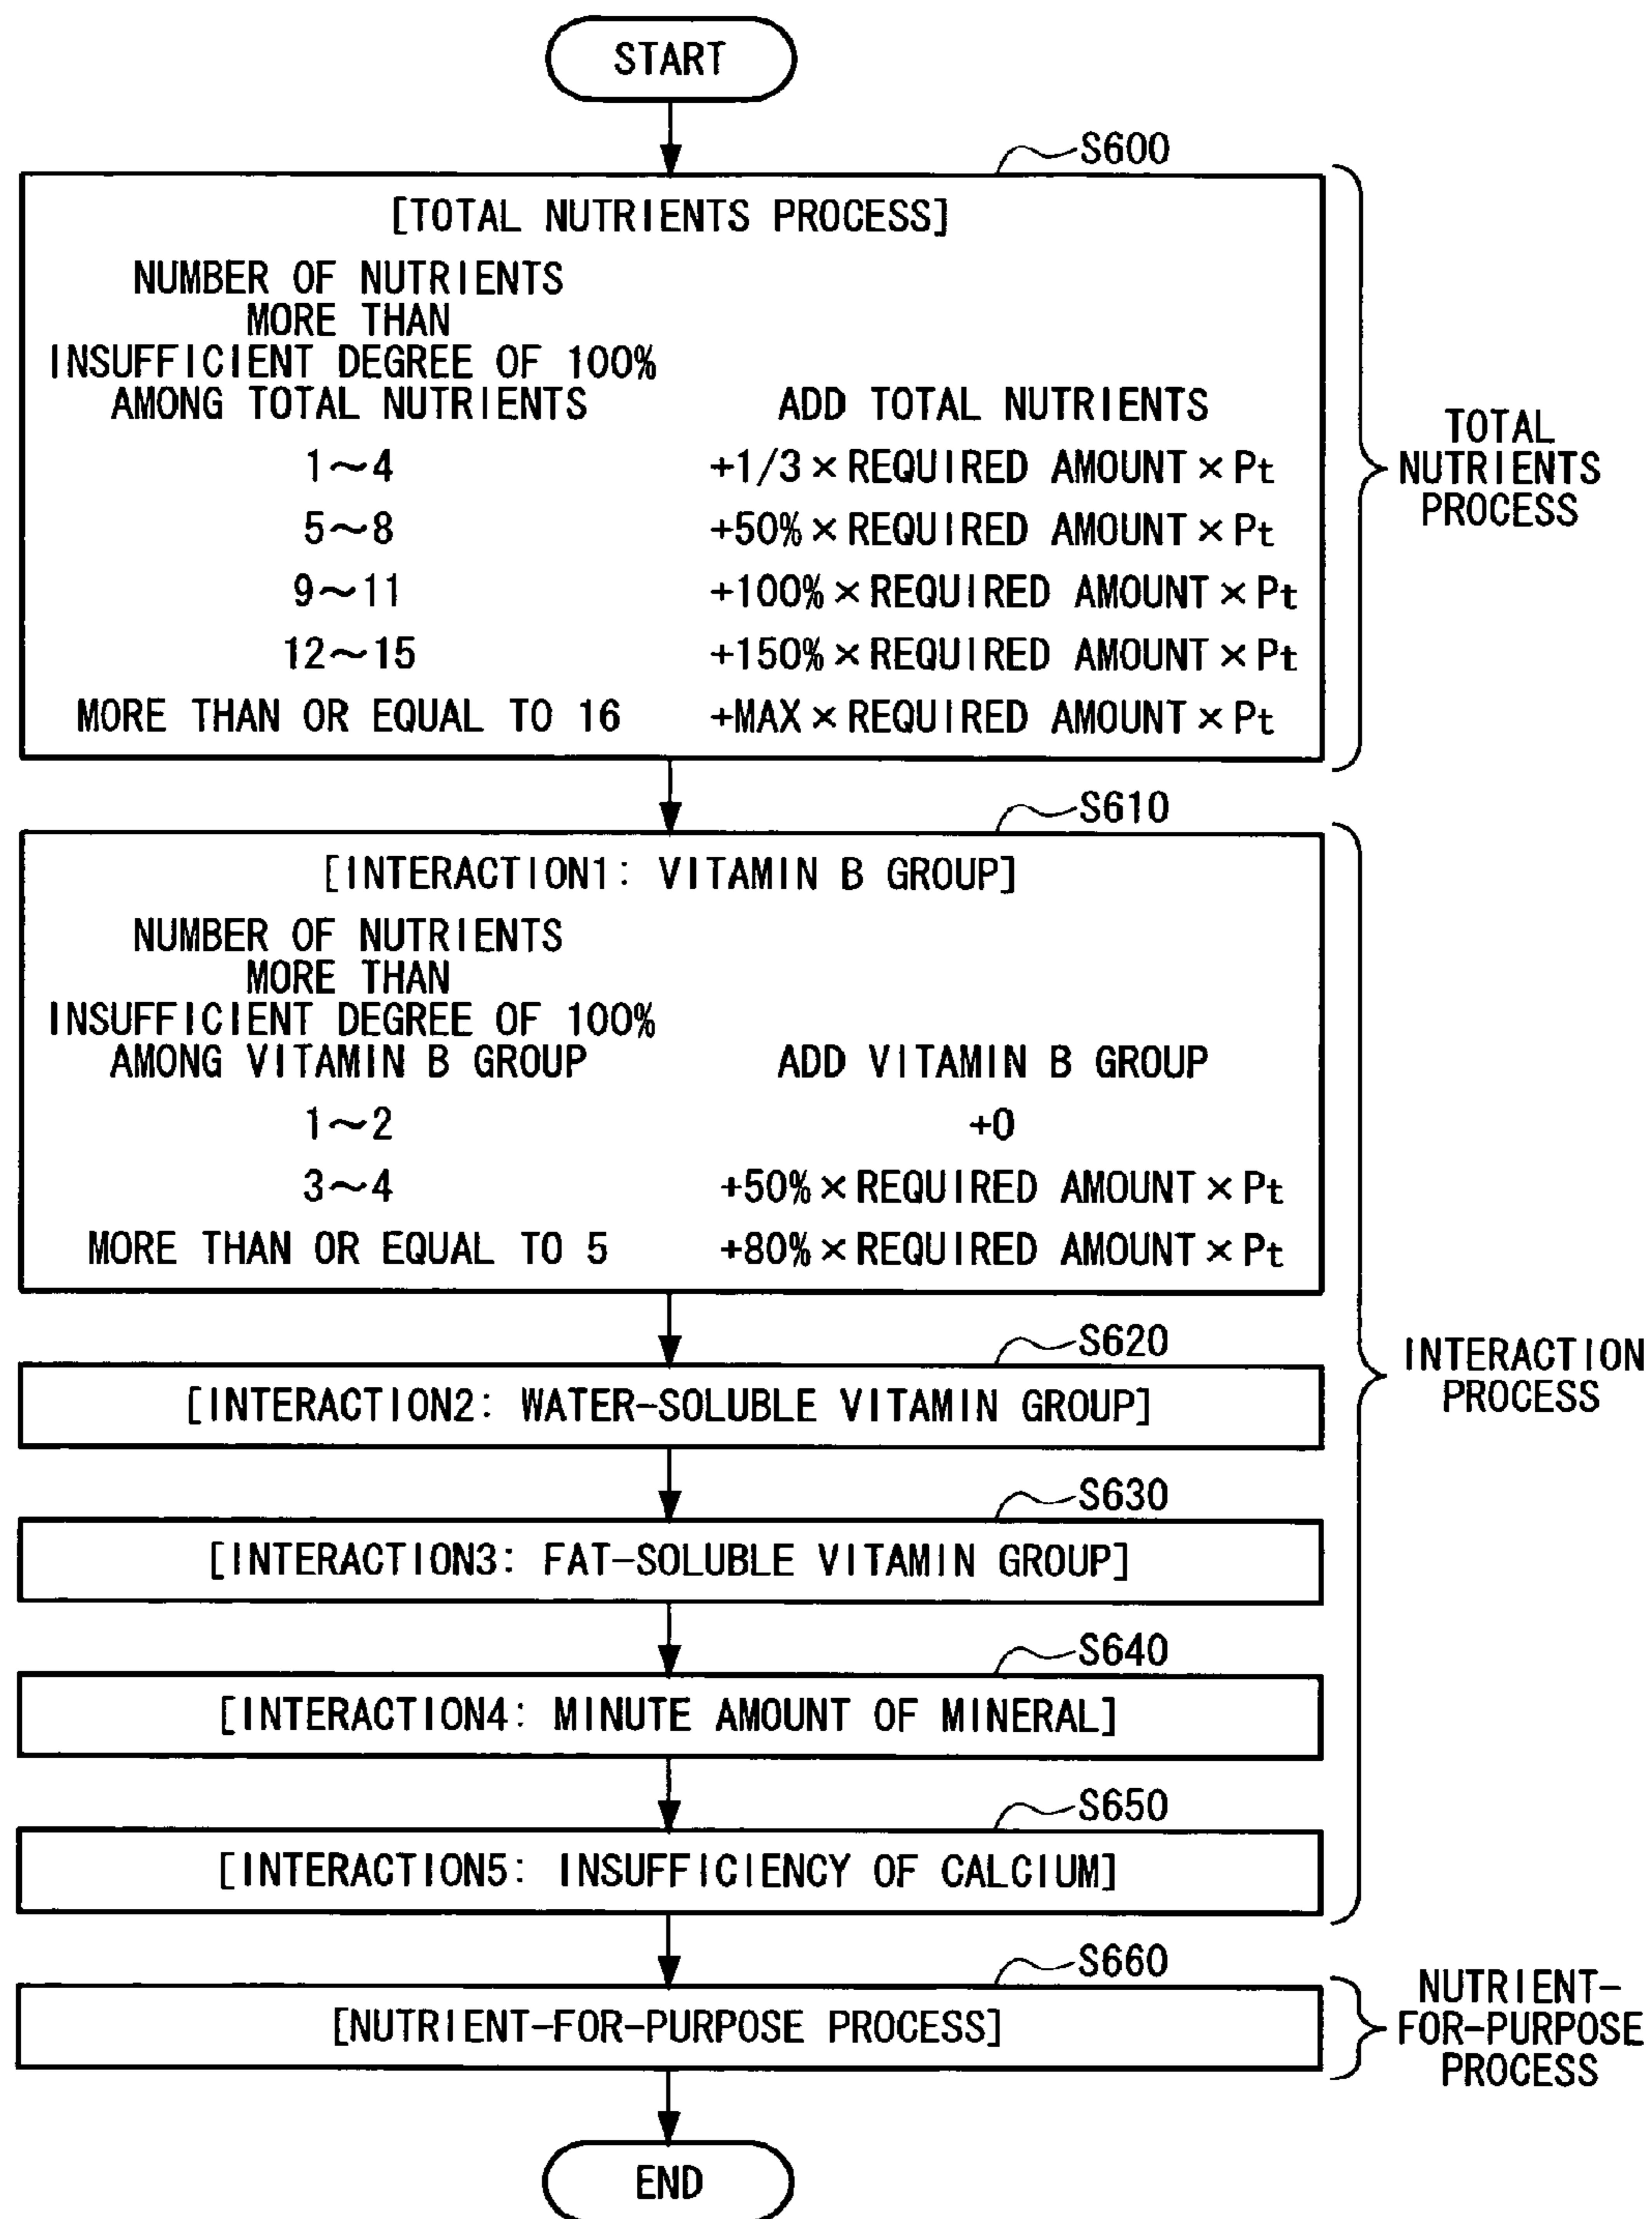 START
S600
[TOTAL NUTRIENTS PROCESS]
NUMBER OF NUTRIENTS
MORE THAN
INSUFFICIENT DEGREE OF 100%
AMONG TOTAL NUTRIENTS ADD TOTAL NUTRIENTS
1～4 +1/3×REQUIRED AMOUNT×Pt
5～8 +50%×REQUIRED AMOUNT×Pt
9～11 +100%×REQUIRED AMOUNT×Pt
12～15 +150%×REQUIRED AMOUNT×Pt
MORE THAN OR EQUAL TO 16 +MAX×REQUIRED AMOUNT×Pt
TOTAL
NUTRIENTS
PROCESS
S610
[INTERACTION1: VITAMIN B GROUP]
NUMBER OF NUTRIENTS
MORE THAN
INSUFFICIENT DEGREE OF 100%
AMONG VITAMIN B GROUP ADD VITAMIN B GROUP
1～2 +0
3～4 +50%×REQUIRED AMOUNT×Pt
MORE THAN OR EQUAL TO 5 +80%×REQUIRED AMOUNT×Pt
S620
[INTERACTION2: WATER-SOLUBLE VITAMIN GROUP]
INTERACTION
PROCESS
S630
[INTERACTION3: FAT-SOLUBLE VITAMIN GROUP]
S640
[INTERACTION4: MINUTE AMOUNT OF MINERAL]
S650
[INTERACTION5: INSUFFICIENCY OF CALCIUM]
S660
[NUTRIENT-FOR-PURPOSE PROCESS]
NUTRIENT-
FOR-PURPOSE
PROCESS
END